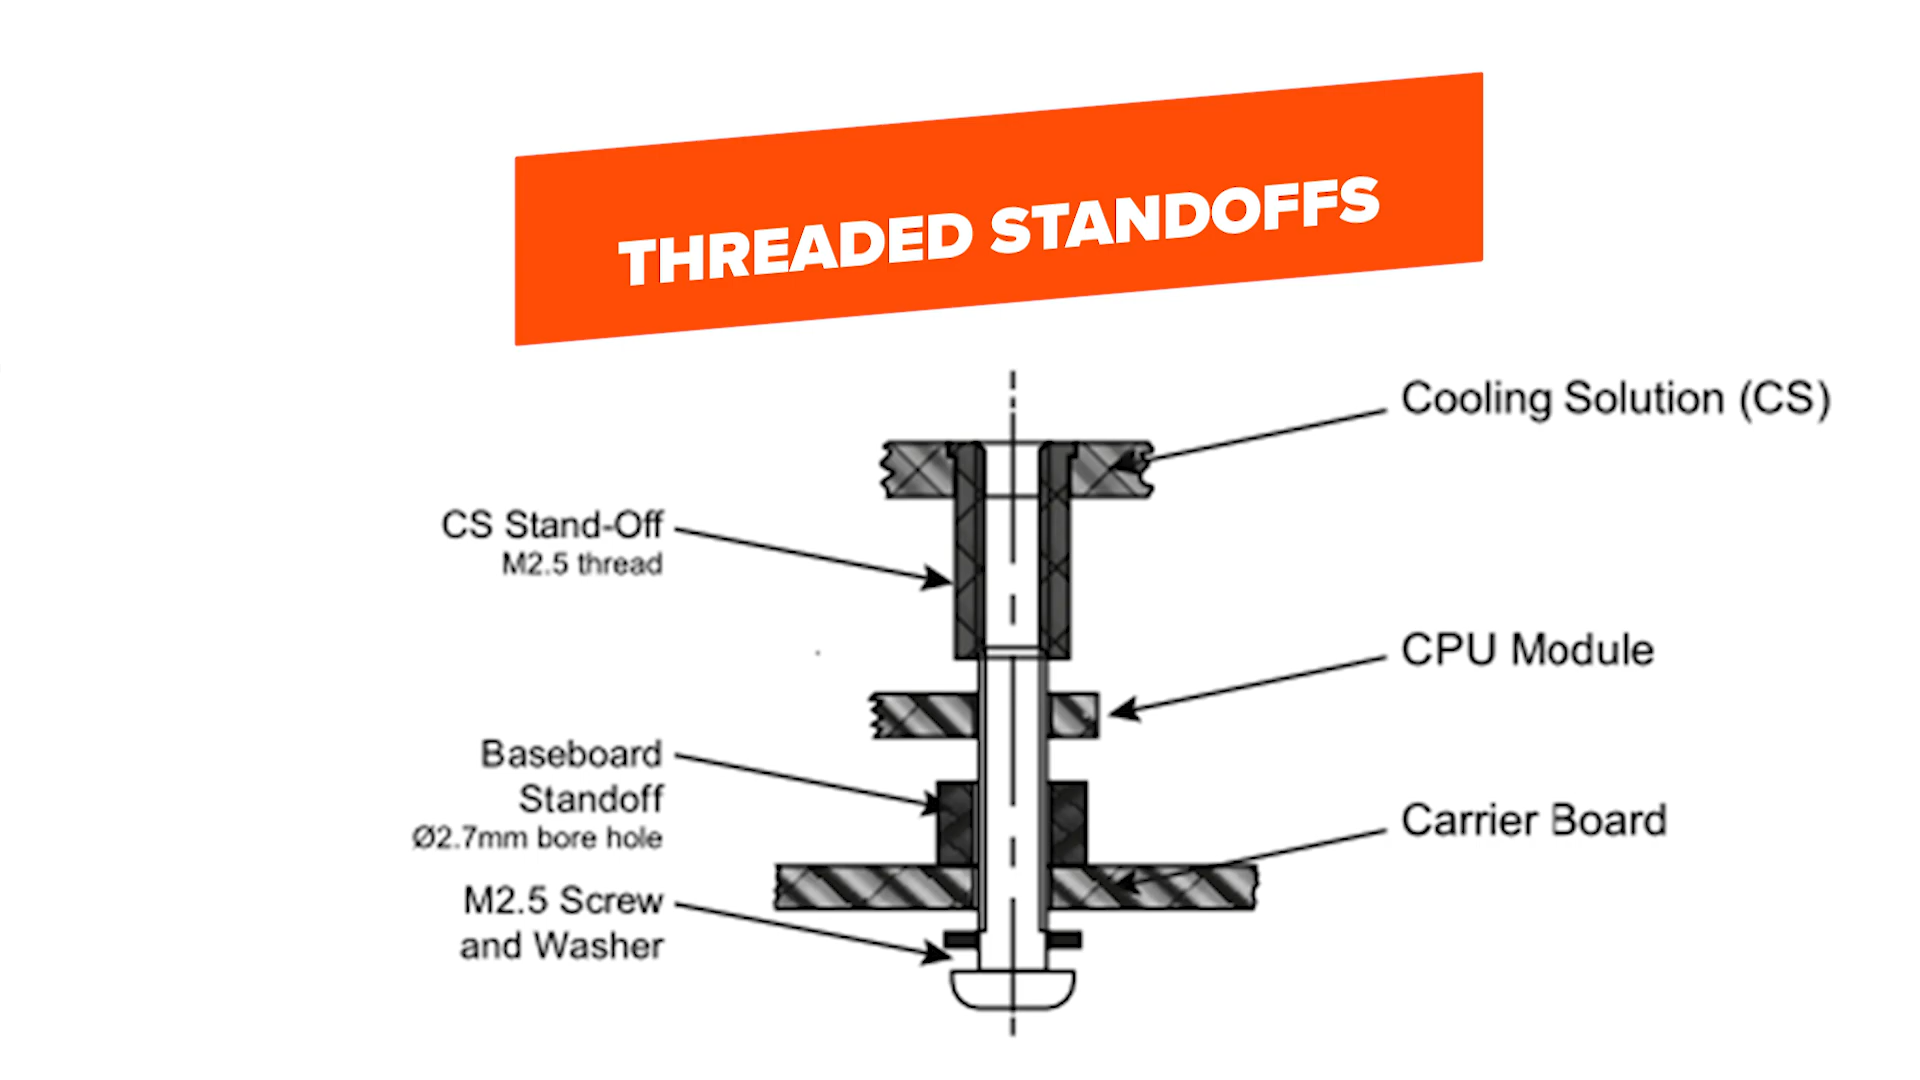 THREADED STANDOFFS
Cooling Solution (CS)
CS Stand-Off
M2.5 thread
CPU Module
Baseboard
Standoff
Ø2.7mm bore hole
Carrier Board
M2.5 Screw
and Washer